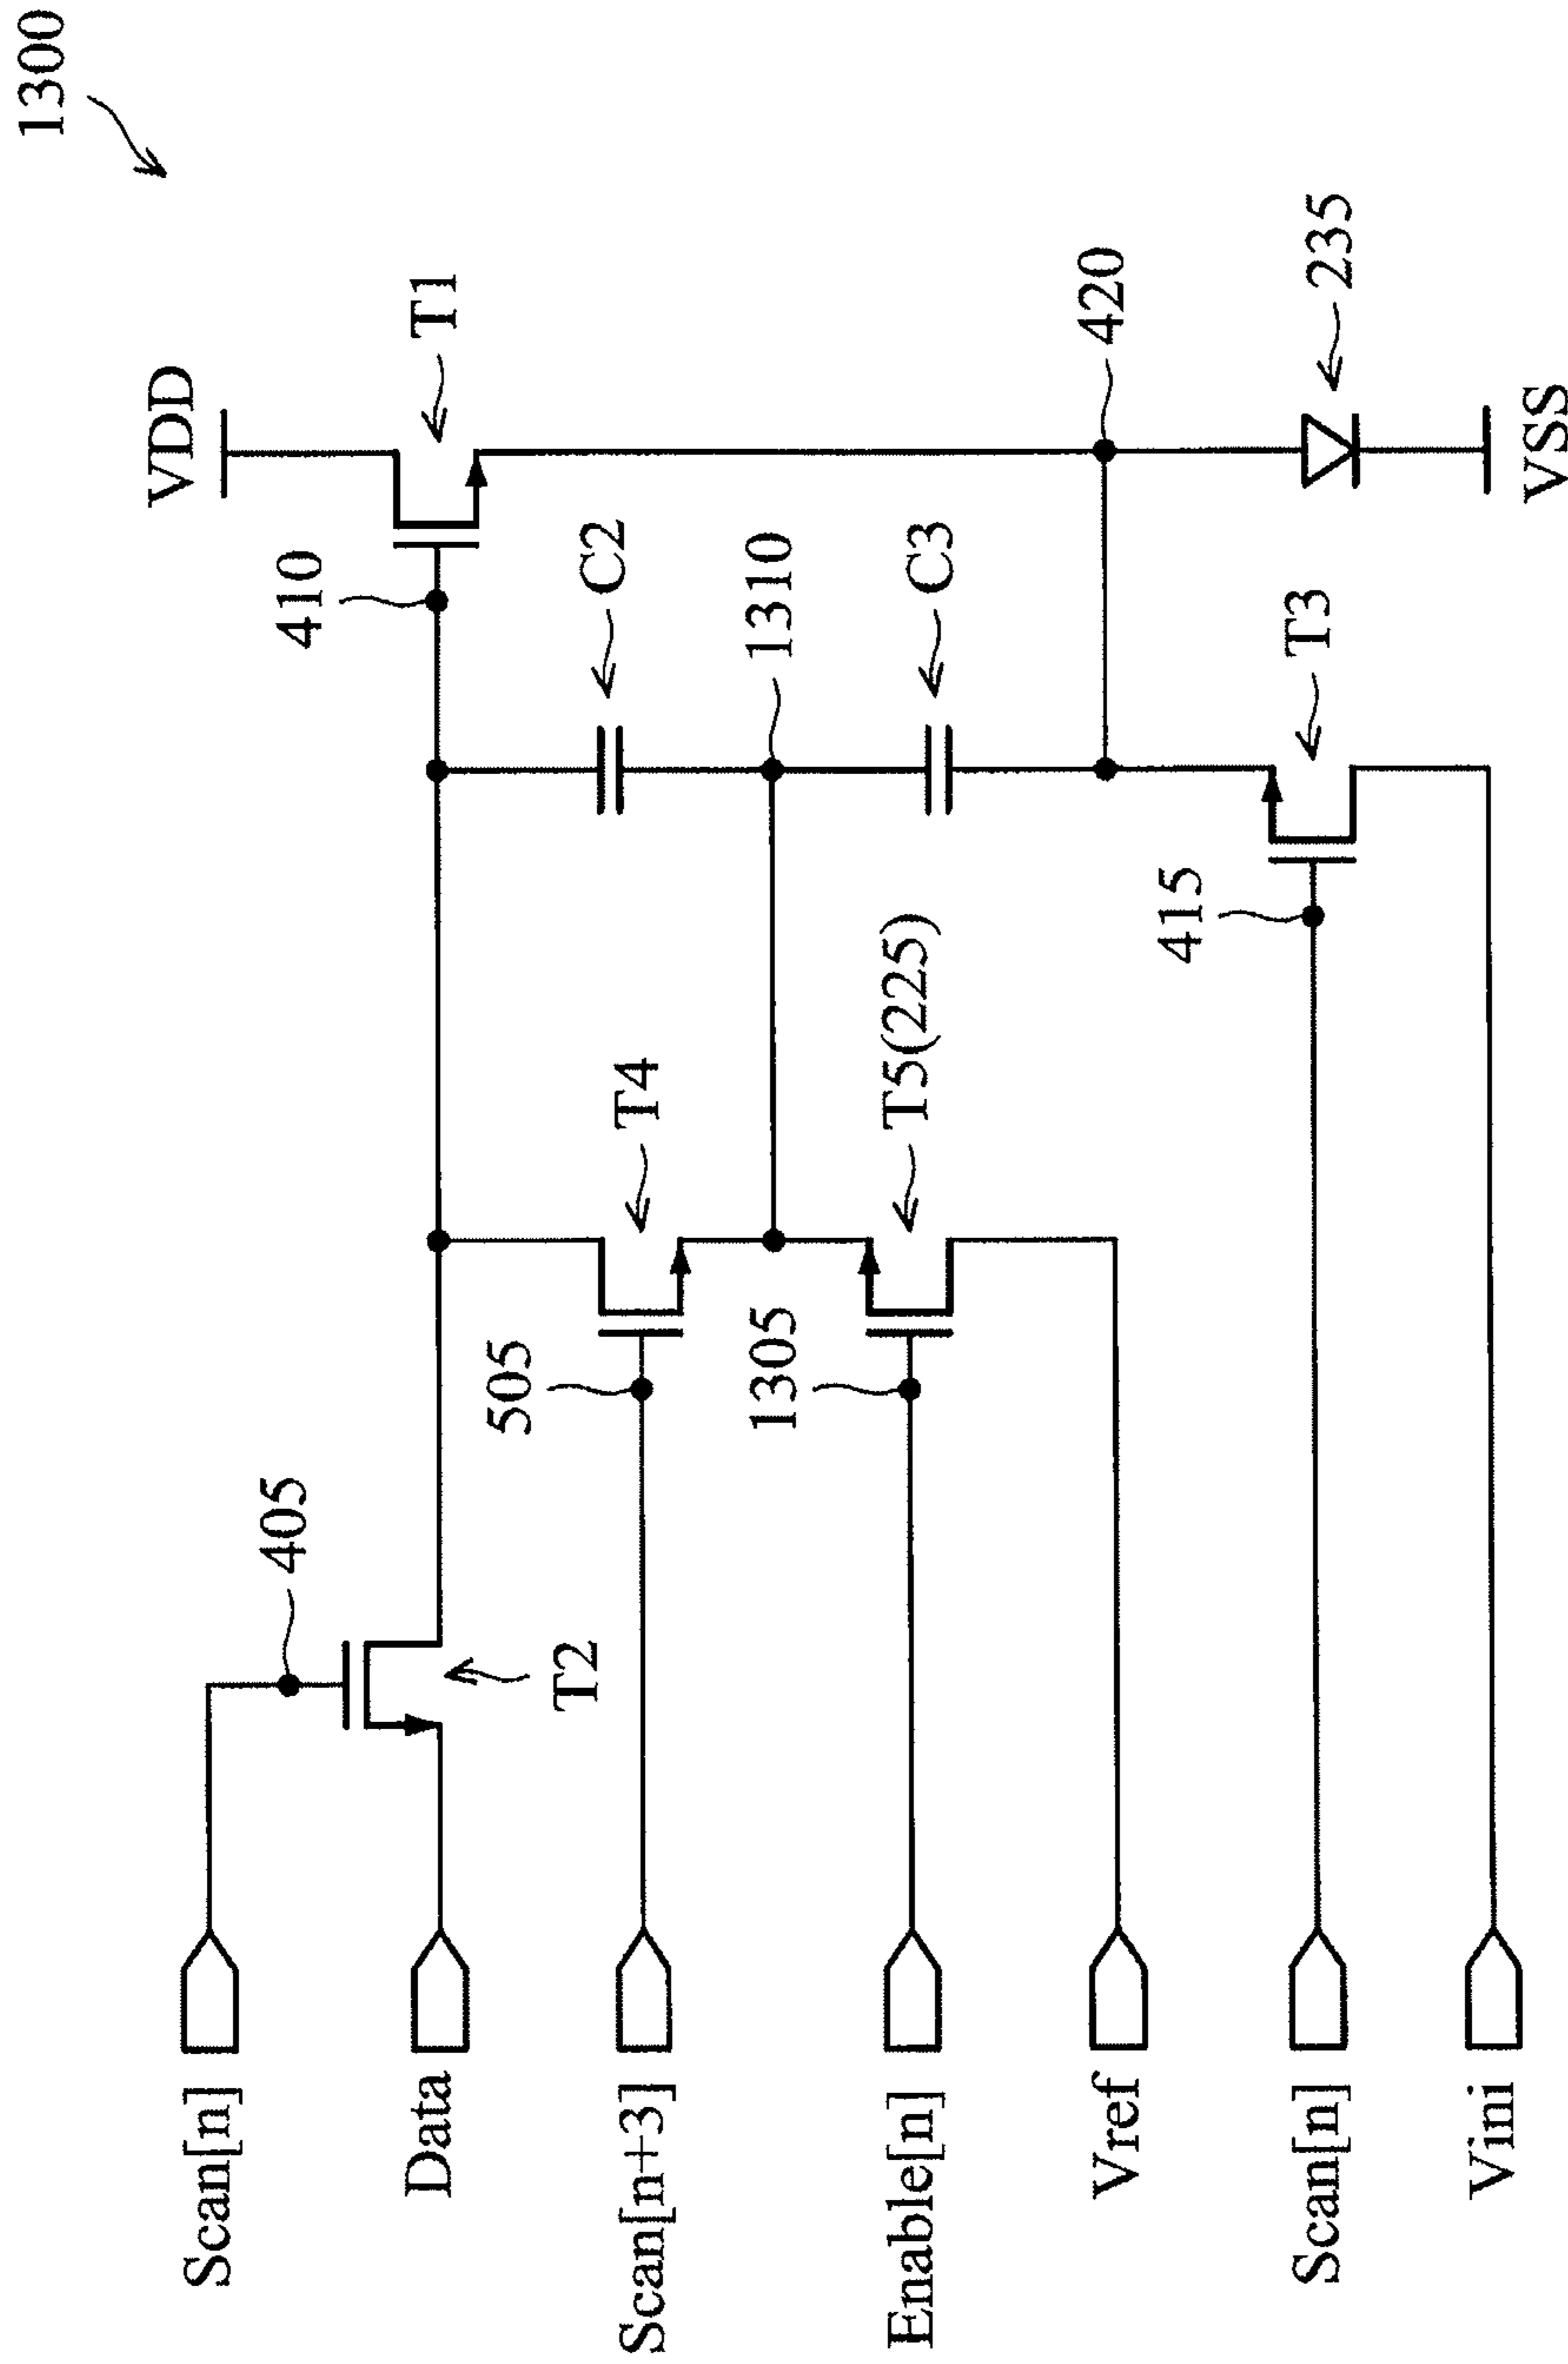 1300
VDD
T1
410
C2
1310
C3
420
235
VSS
T3
415
T4
T5(225)
505
1305
405
T2
Scan[n]
Data
Scan[n+3]
Enable[n]
Vref
Scan[n]
Vini